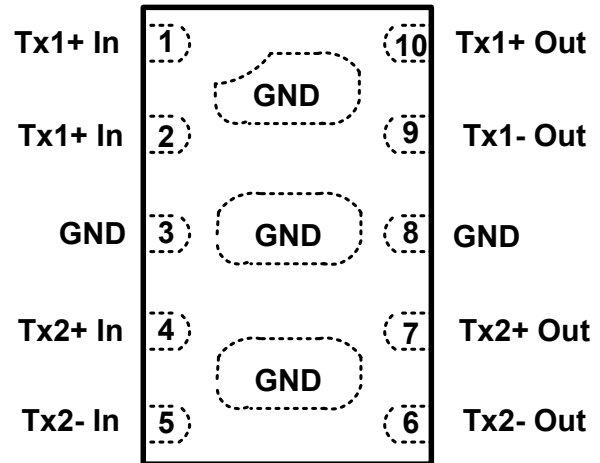 Tx1+ In 1 10 Tx1+ Out
GND
Tx1+ In 2 9 Tx1- Out
GND 3 GND 8 GND
Tx2+ In 4 7 Tx2+ Out
GND
Tx2- In 5 6 Tx2- Out